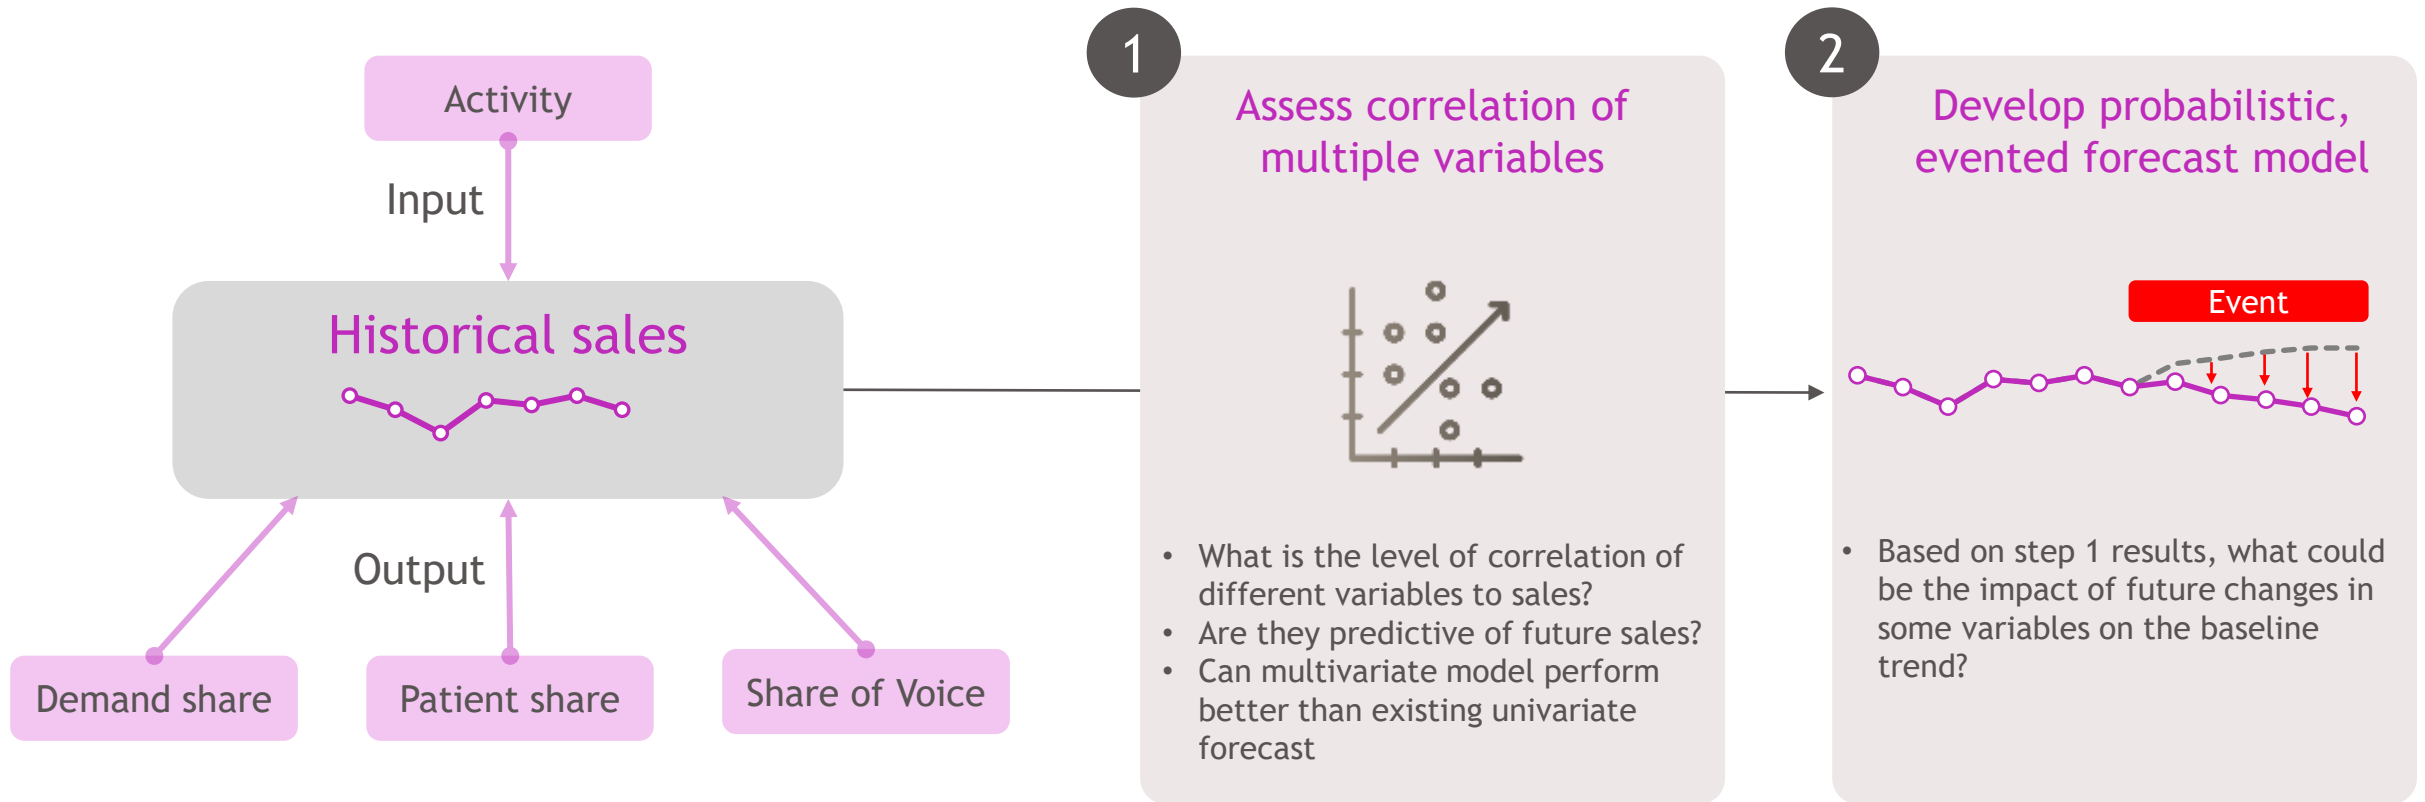 Activity
Input
Historical sales
Output
Demand share
Patient share
Share of Voice
1
Assess correlation of
multiple variables
• What is the level of correlation of
different variables to sales?
• Are they predictive of future sales?
• Can multivariate model perform
better than existing univariate
forecast
2
Develop probabilistic,
evented forecast model
Event
• Based on step 1 results, what could
be the impact of future changes in
some variables on the baseline
trend?